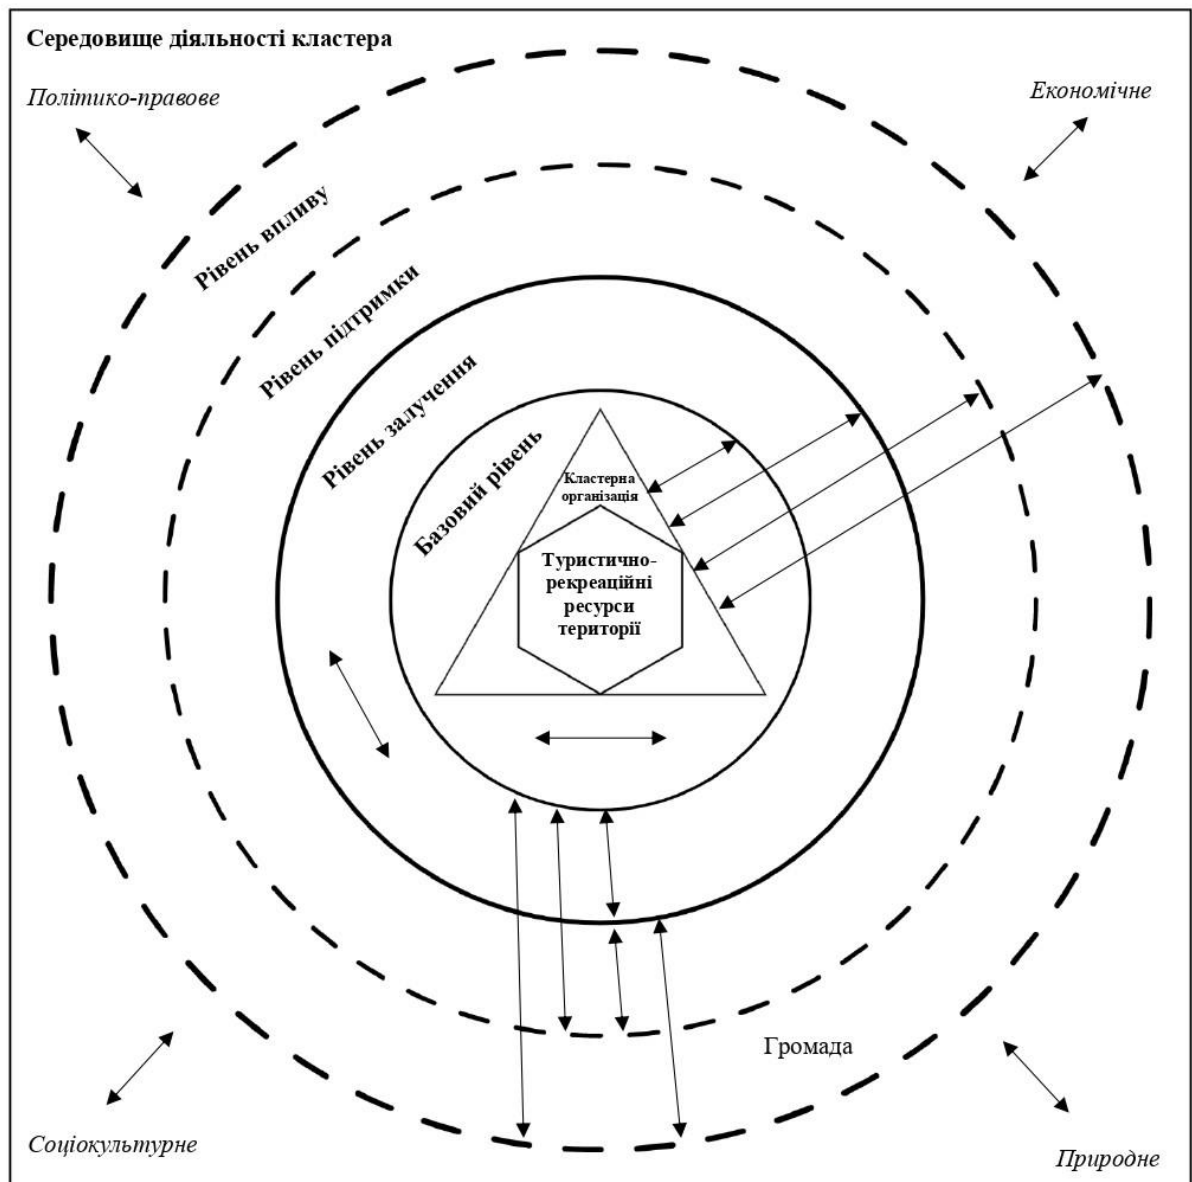 Середовище діяльності кластера
Політико-правове
Економічне
Рівень впливу
Рівень підтримки
Рівень залучення
Базовий рівень
Кластерна
організація
Туристично-
рекреаційні
ресурси
території
Громада
Соціокультурне
Природне